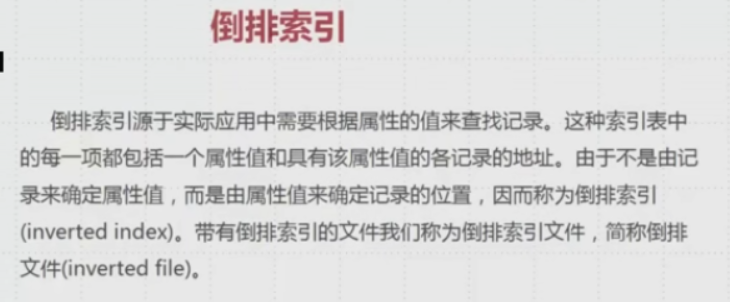 倒排索引
倒排索引源于实际应用中需要根据属性的值来查找记录。这种索引表中
的每一项都包括一个属性值和具有该属性值的各记录的地址。由于不是由记
录来确定属性值，而是由属性值来确定记录的位置，因而称为倒排索引
(inverted index)。带有倒排索引的文件我们称为倒排索引文件，简称倒排
文件(inverted file)。